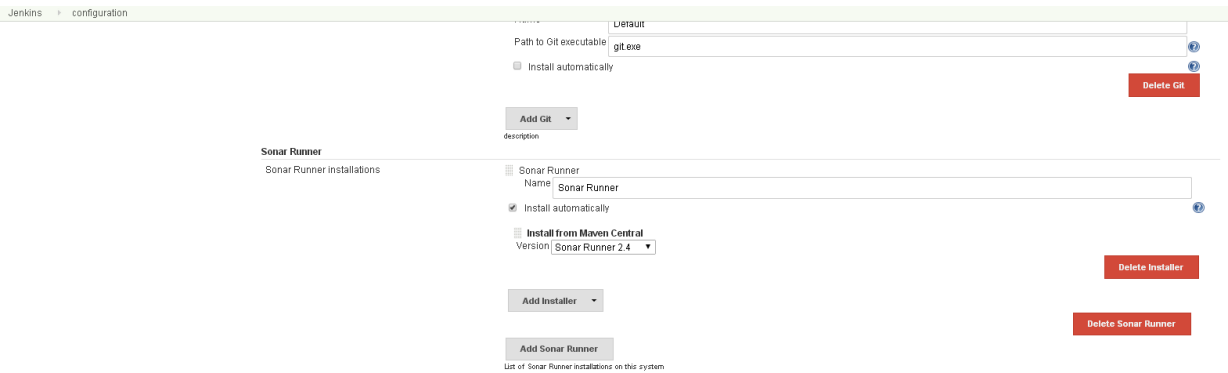 Jenkins configuration
Name Default
Path to Git executable git.exe
Install automatically
Delete Git
Add Git
description
Sonar Runner
Sonar Runner installations Sonar Runner
Name Sonar Runner
Install automatically
Install from Maven Central
Version Sonar Runner 2.4
Delete Installer
Add Installer
Delete Sonar Runner
Add Sonar Runner
List of Sonar Runner installations on this system